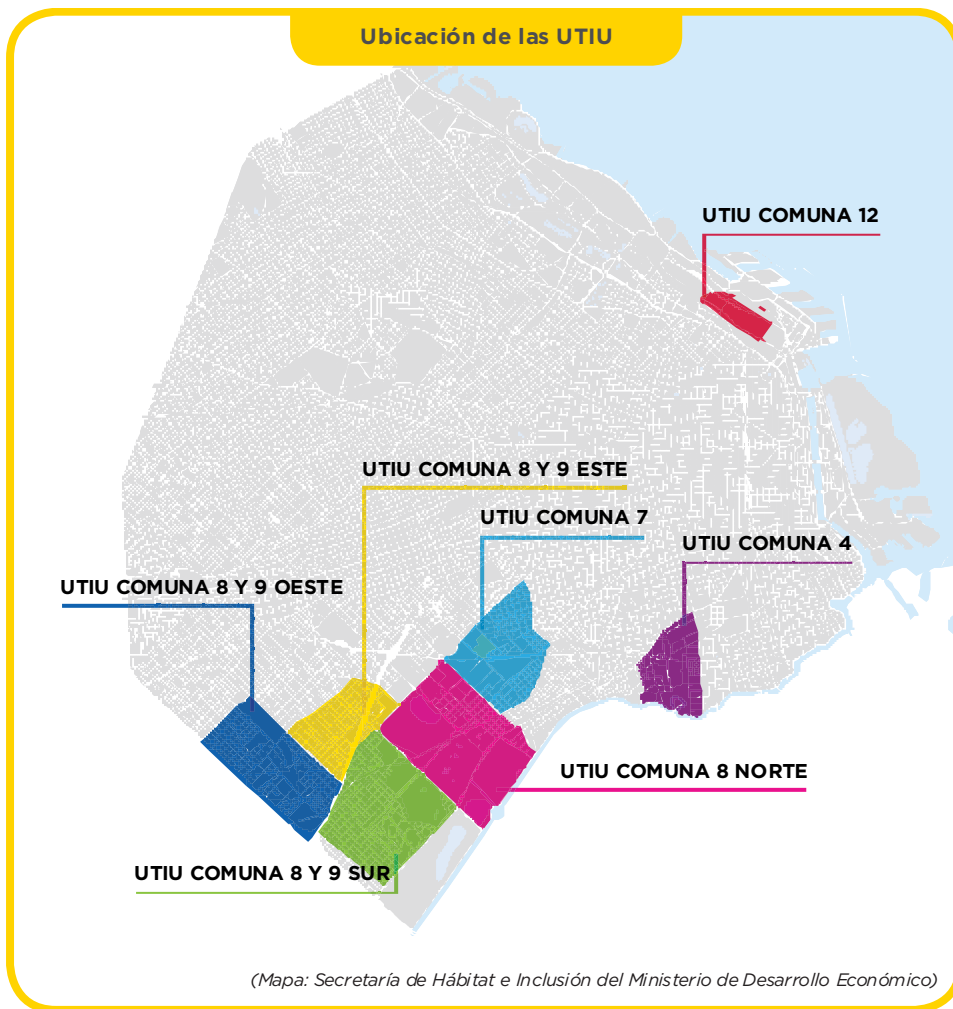 Ubicación de las UTIU
UTIU COMUNA 12
UTIU COMUNA 8 Y 9 ESTE
UTIU COMUNA 7
UTIU COMUNA 4
UTIU COMUNA 8 Y 9 OESTE
UTIU COMUNA 8 NORTE
UTIU COMUNA 8 Y 9 SUR
(Mapa: Secretaría de Hábitat e Inclusión del Ministerio de Desarrollo Económico)